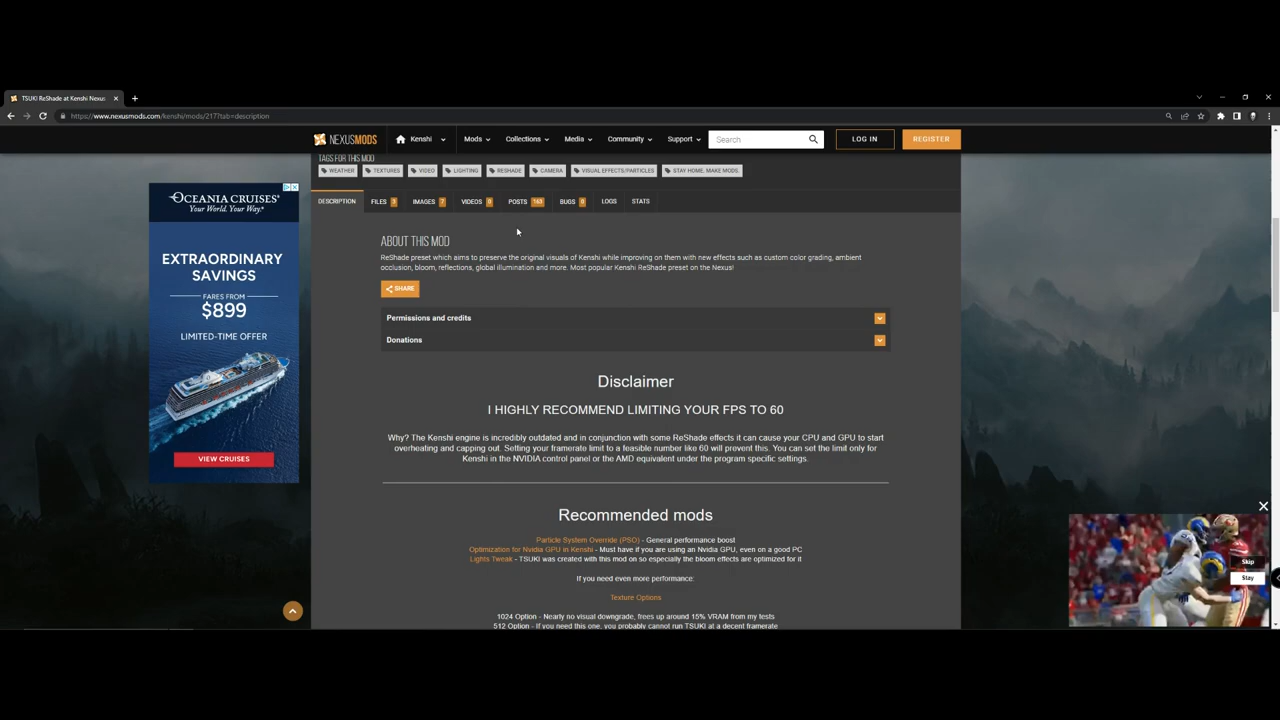 TSUKI ReShade at Kenshi Nexus
https://www.nexusmods.com/kenshi/mods/217?tab=description
NEXUSMODS Kenshi Mods Collections Media Community Support Search LOG IN REGISTER
TAGS FOR THIS MOD
WEATHER TEXTURES VIDEO LIGHTING RESHADE CAMERA VISUAL EFFECTS/PARTICLES STAY HOME. MAKE MODS.
DESCRIPTION FILES 3 IMAGES 7 VIDEOS 0 POSTS 163 BUGS 0 LOGS STATS
ABOUT THIS MOD
ReShade preset which aims to preserve the original visuals of Kenshi while improving on them with new effects such as custom color grading, ambient
occlusion, bloom, reflections, global illumination and more. Most popular Kenshi ReShade preset on the Nexus!
SHARE
Permissions and credits
Donations
Disclaimer
I HIGHLY RECOMMEND LIMITING YOUR FPS TO 60
Why? The Kenshi engine is incredibly outdated and in conjunction with some ReShade effects it can cause your CPU and GPU to start
overheating and capping out. Setting your framerate limit to a feasible number like 60 will prevent this. You can set the limit only for
Kenshi in the NVIDIA control panel or the AMD equivalent under the program specific settings.
Recommended mods
Particle System Override (PSO) - General performance boost
Optimization for Nvidia GPU in Kenshi - Must have if you are using an Nvidia GPU, even on a good PC
Lights Tweak - TSUKI was created with this mod on so especially the bloom effects are optimized for it
If you need even more performance:
Texture Options
1024 Option - Nearly no visual downgrade, frees up around 15% VRAM from my tests
512 Option - If you need this one, you probably cannot run TSUKI at a decent framerate
OCEANIA CRUISES®
Your World. Your Way.®
EXTRAORDINARY
SAVINGS
FARES FROM
$899
LIMITED-TIME OFFER
VIEW CRUISES
Skip
Stay